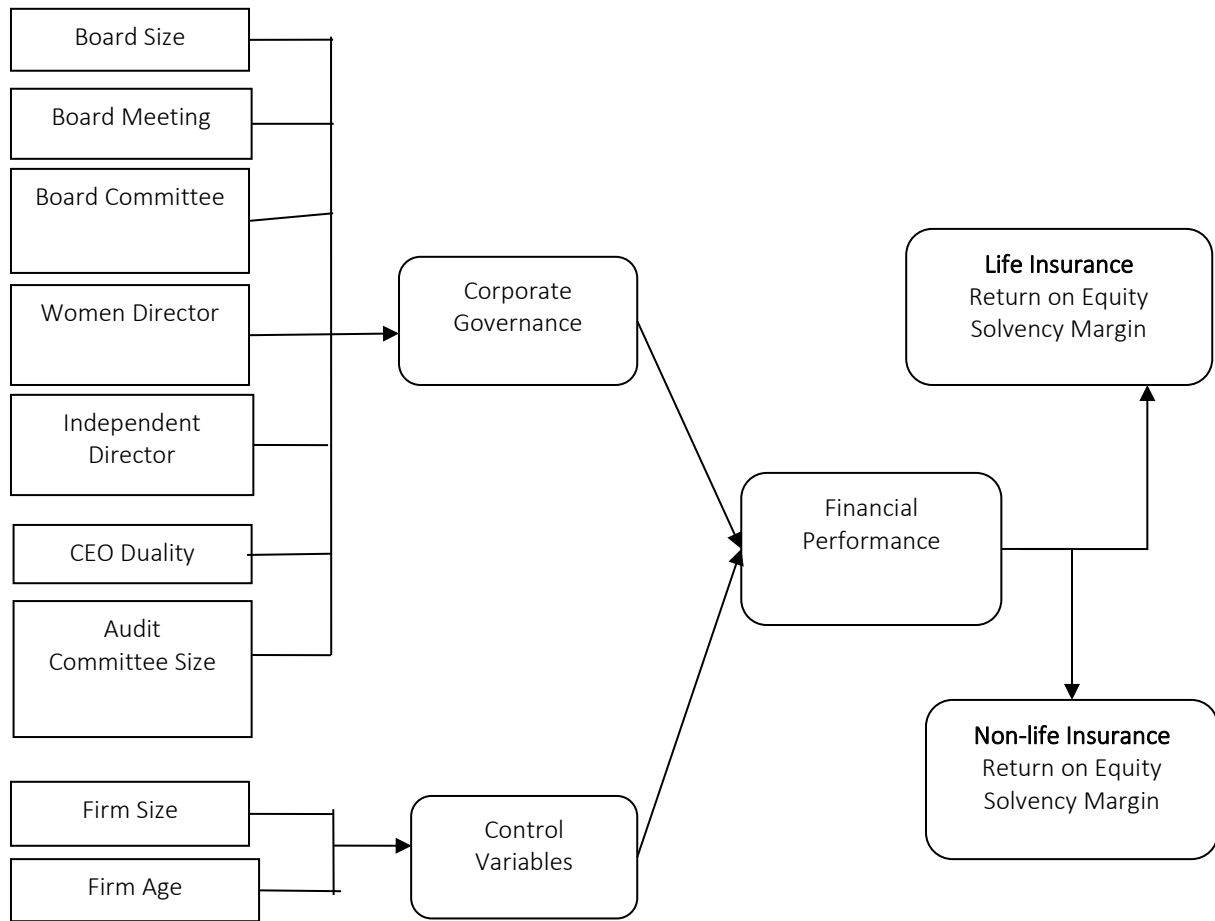 Board Size
Board Meeting
Board Committee
Women Director
Independent
Director
CEO Duality
Audit
Committee Size
Firm Size
Firm Age
Corporate
Governance
Control
Variables
Financial
Performance
Life Insurance
Return on Equity
Solvency Margin
Non-life Insurance
Return on Equity
Solvency Margin